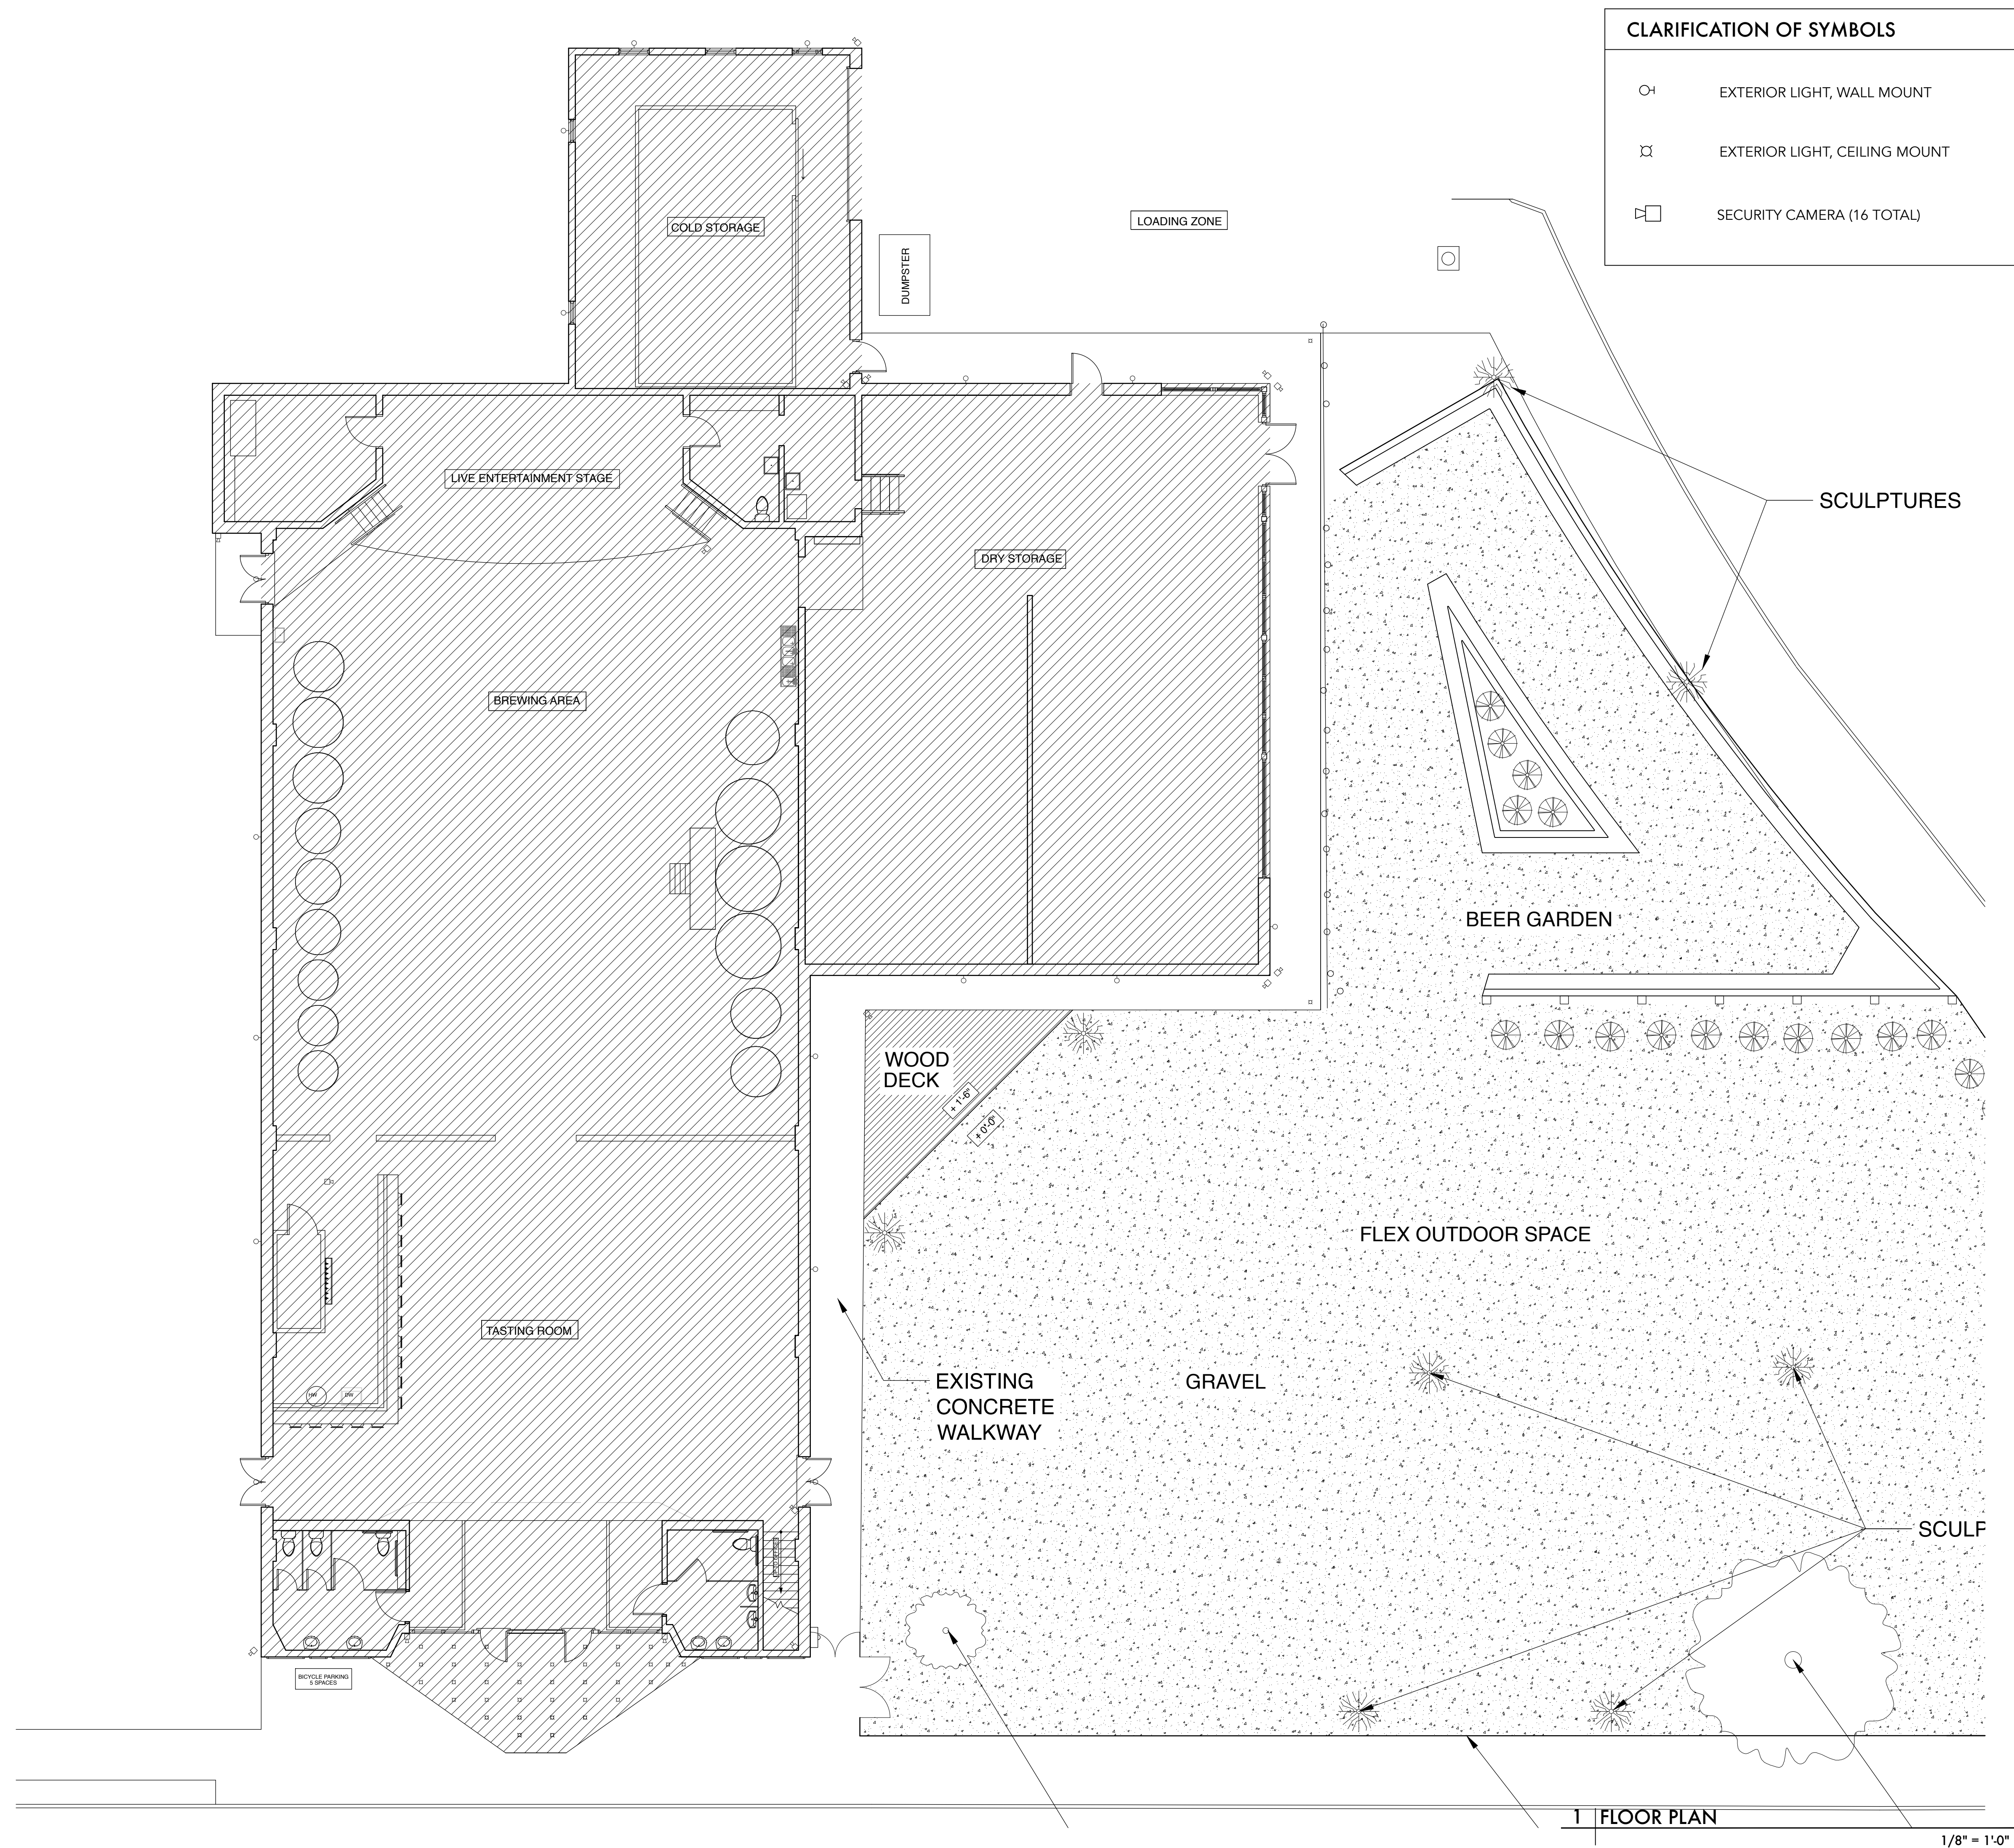 CLARIFICATION OF SYMBOLS
EXTERIOR LIGHT, WALL MOUNT
EXTERIOR LIGHT, CEILING MOUNT
SECURITY CAMERA (16 TOTAL)
COLD STORAGE
DUMPSTER
LOADING ZONE
LIVE ENTERTAINMENT STAGE
SCULPTURES
DRY STORAGE
BREWING AREA
BEER GARDEN
WOOD
DECK
+ 1'-6"
+ 0'-0"
FLEX OUTDOOR SPACE
TASTING ROOM
EXISTING
CONCRETE
WALKWAY
GRAVEL
HW
DW
SCULP
BICYCLE PARKING
5 SPACES
1 FLOOR PLAN
1/8" = 1'-0"